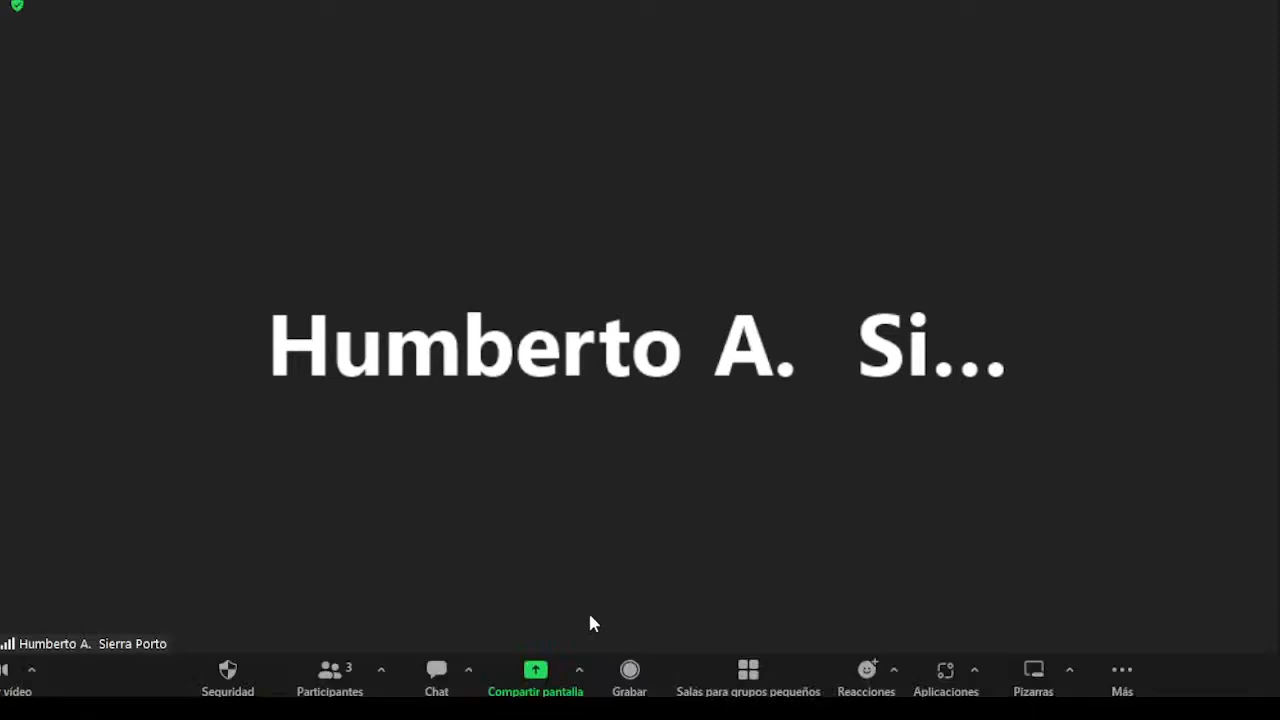 Humberto A. Si...
Humberto A. Sierra Porto
vídeo
Seguridad
3
Participantes
Chat
Compartir pantalla
Grabar
Salas para grupos pequeños
Reacciones
Aplicaciones
Pizarras
Más